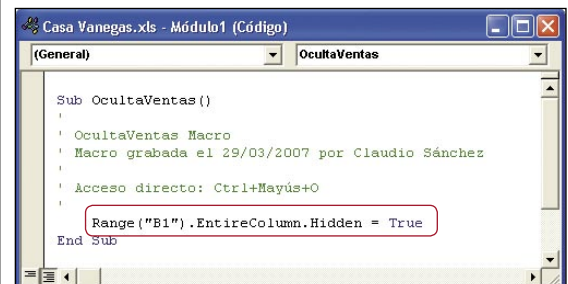 Casa Vanegas.xls - Módulo1 (Código)
(General) OcultaVentas
Sub OcultaVentas()
'
' OcultaVentas Macro
' Macro grabada el 29/03/2007 por Claudio Sánchez
'
' Acceso directo: Ctrl+Mayús+O
'
Range("B1").EntireColumn.Hidden = True
End Sub